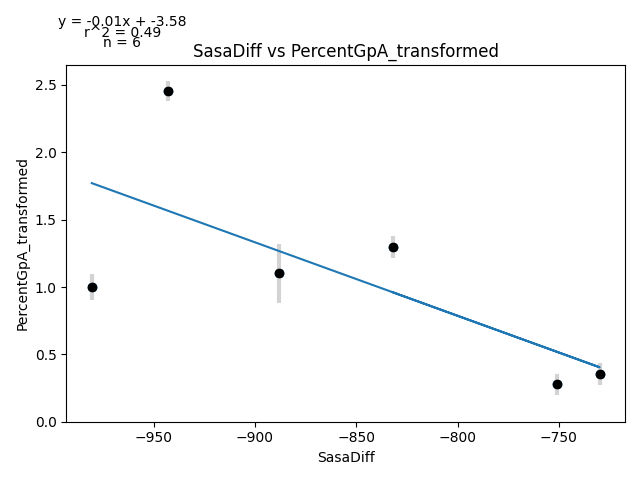 y = -0.01x + -3.58
r^2 = 0.49
n = 6
SasaDiff vs PercentGpA_transformed
PercentGpA_transformed
2.5
2.0
1.5
1.0
0.5
0.0
−950
−900
−850
−800
−750
SasaDiff